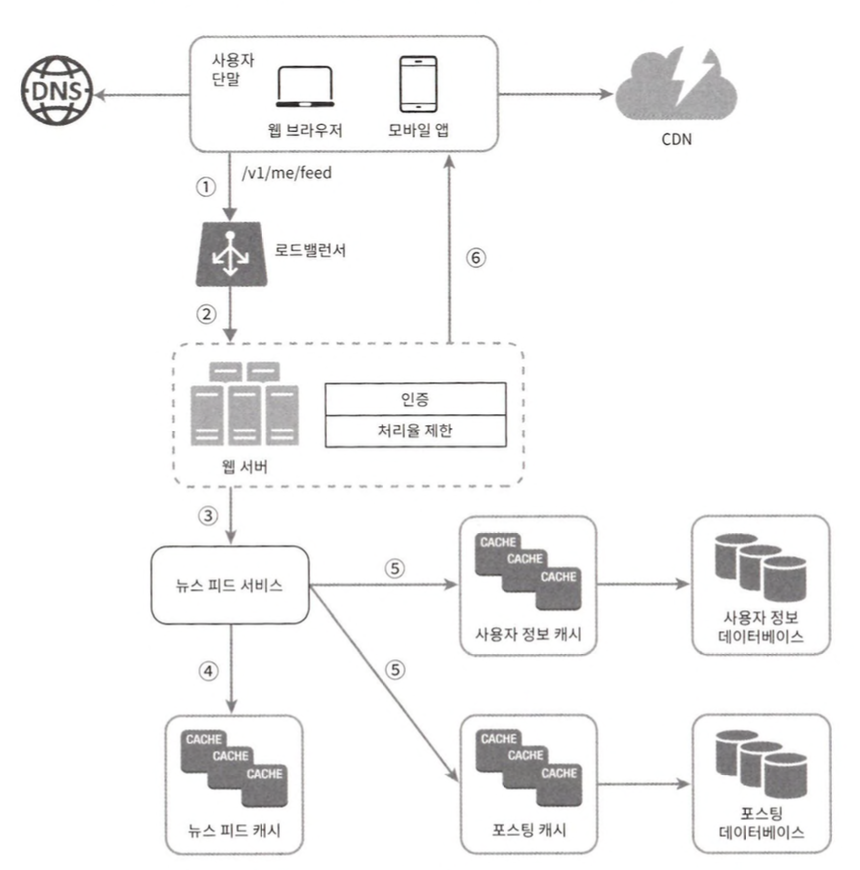 DNS
사용자
단말
웹 브라우저
모바일 앱
CDN
①
/v1/me/feed
로드밸런서
⑥
②
인증
처리율 제한
웹 서버
③
뉴스 피드 서비스
⑤
CACHE
CACHE
CACHE
사용자 정보 캐시
사용자 정보
데이터베이스
④
⑤
CACHE
CACHE
CACHE
뉴스 피드 캐시
CACHE
CACHE
CACHE
포스팅 캐시
포스팅
데이터베이스